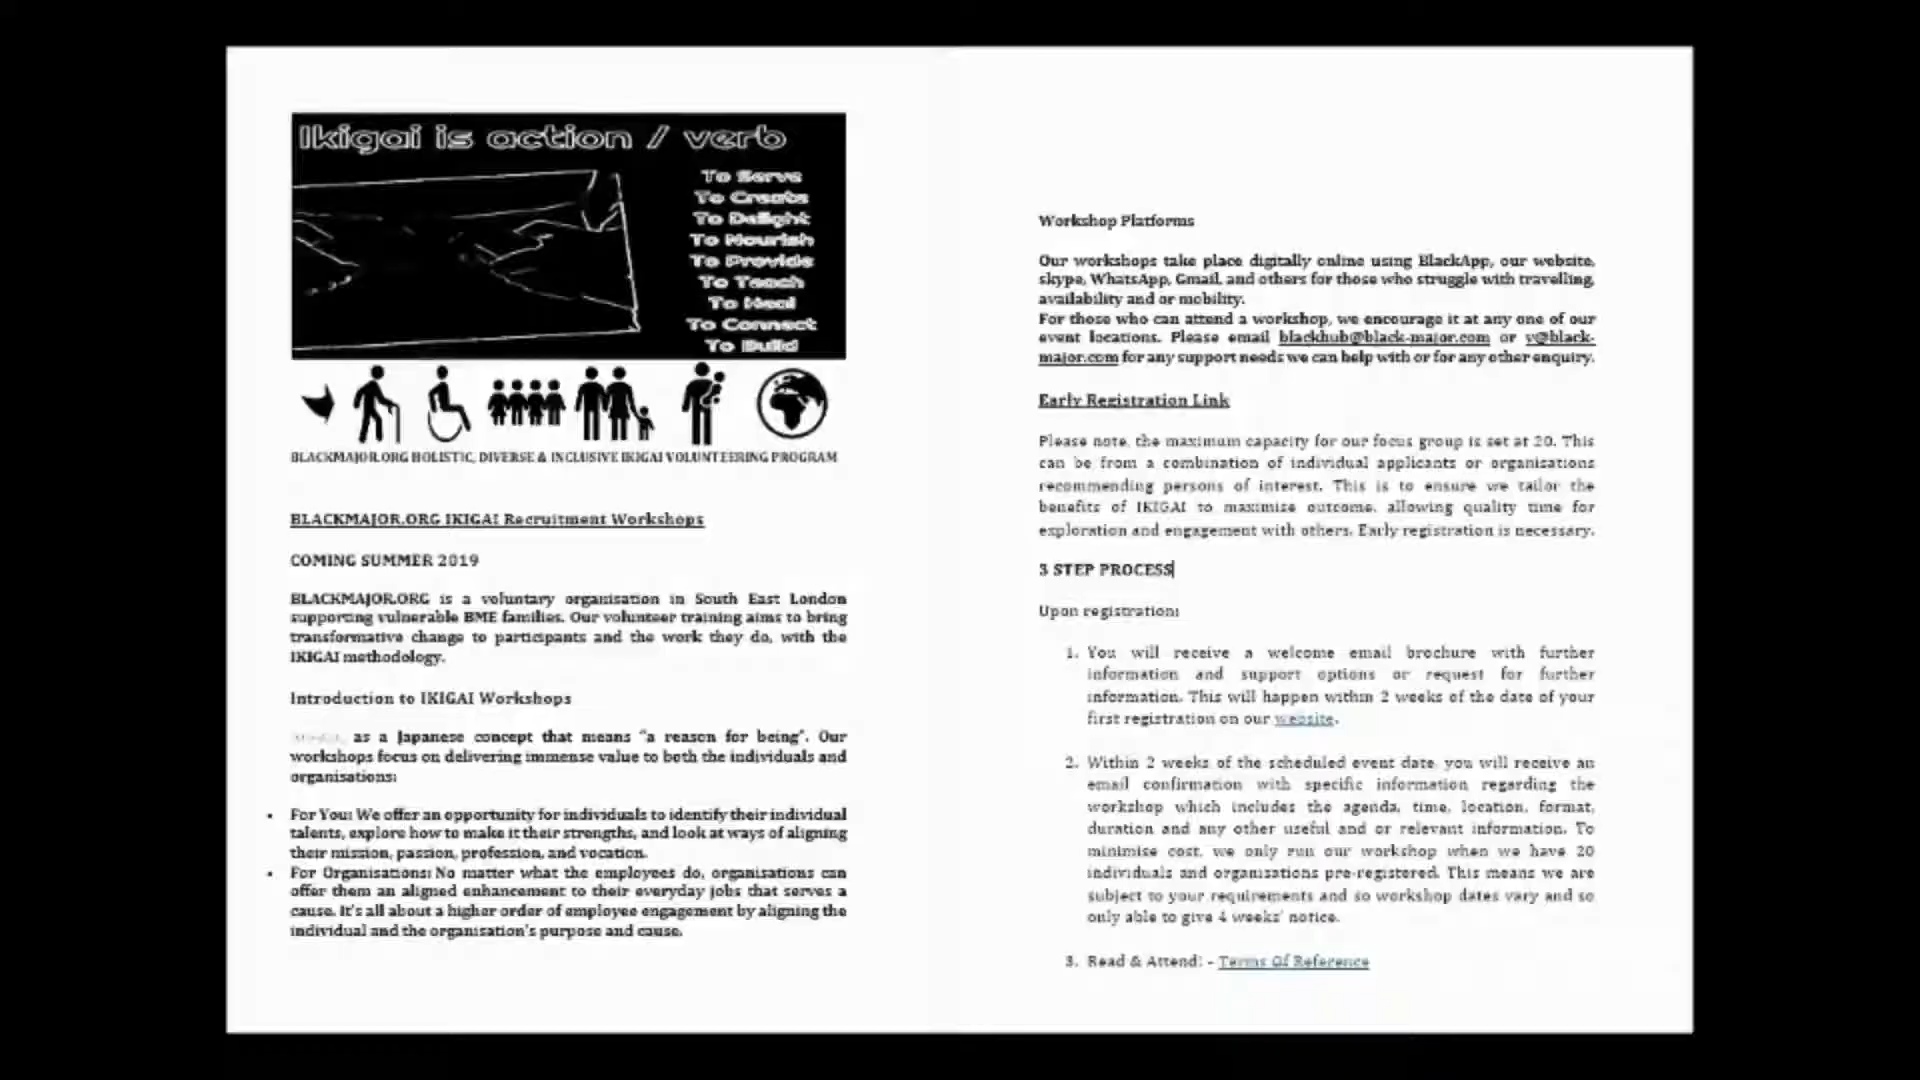 Ikigai is action / verb
To Serve
To Create
To Delight
To Nourish
To Provide
To Teach
To Heal
To Connect
To Build
BLACKMAJOR.ORG HOLISTIC, DIVERSE & INCLUSIVE IKIGAI VOLUNTEERING PROGRAM
BLACKMAJOR.ORG IKIGAI Recruitment Workshops
COMING SUMMER 2019
BLACKMAJOR.ORG is a voluntary organisation in South East London
supporting vulnerable BME families. Our volunteer training aims to bring
transformative change to participants and the work they do, with the
IKIGAI methodology.
Introduction to IKIGAI Workshops
as a Japanese concept that means "a reason for being". Our
workshops focus on delivering immense value to both the individuals and
organisations:
• For You: We offer an opportunity for individuals to identify their individual
talents, explore how to make it their strengths, and look at ways of aligning
their mission, passion, profession, and vocation.
• For Organisations: No matter what the employees do, organisations can
offer them an aligned enhancement to their everyday jobs that serves a
cause. It's all about a higher order of employee engagement by aligning the
individual and the organisation's purpose and cause.
Workshop Platforms
Our workshops take place digitally online using BlackApp, our website,
skype, WhatsApp, Gmail, and others for those who struggle with travelling,
availability and or mobility.
For those who can attend a workshop, we encourage it at any one of our
event locations. Please email blackhub@black-major.com or v@black-
major.com for any support needs we can help with or for any other enquiry.
Early Registration Link
Please note, the maximum capacity for our focus group is set at 20. This
can be from a combination of individual applicants or organisations
recommending persons of interest. This is to ensure we tailor the
benefits of IKIGAI to maximise outcome, allowing quality time for
exploration and engagement with others. Early registration is necessary.
3 STEP PROCESS
Upon registration:
1. You will receive a welcome email brochure with further
information and support options or request for further
information. This will happen within 2 weeks of the date of your
first registration on our website.
2. Within 2 weeks of the scheduled event date, you will receive an
email confirmation with specific information regarding the
workshop which includes the agenda, time, location, format,
duration and any other useful and or relevant information. To
minimise cost, we only run our workshop when we have 20
individuals and organisations pre-registered. This means we are
subject to your requirements and so workshop dates vary and so
only able to give 4 weeks' notice.
3. Read & Attend: - Terms Of Reference